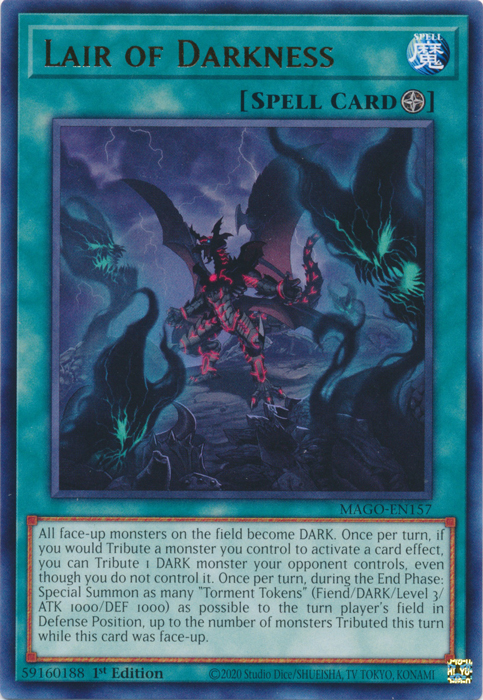 LAIR OF DARKNESS
SPELL
魔
[SPELL CARD]
MAGO-EN157
All face-up monsters on the field become DARK. Once per turn, if
you would Tribute a monster you control to activate a card effect,
you can Tribute 1 DARK monster your opponent controls, even
though you do not control it. Once per turn, during the End Phase:
Special Summon as many "Torment Tokens" (Fiend/DARK/Level 3/
ATK 1000/DEF 1000) as possible to the turn player's field in
Defense Position, up to the number of monsters Tributed this turn
while this card was face-up.
59160188 1st Edition ©2020 Studio Dice/SHUEISHA, TV TOKYO, KONAMI